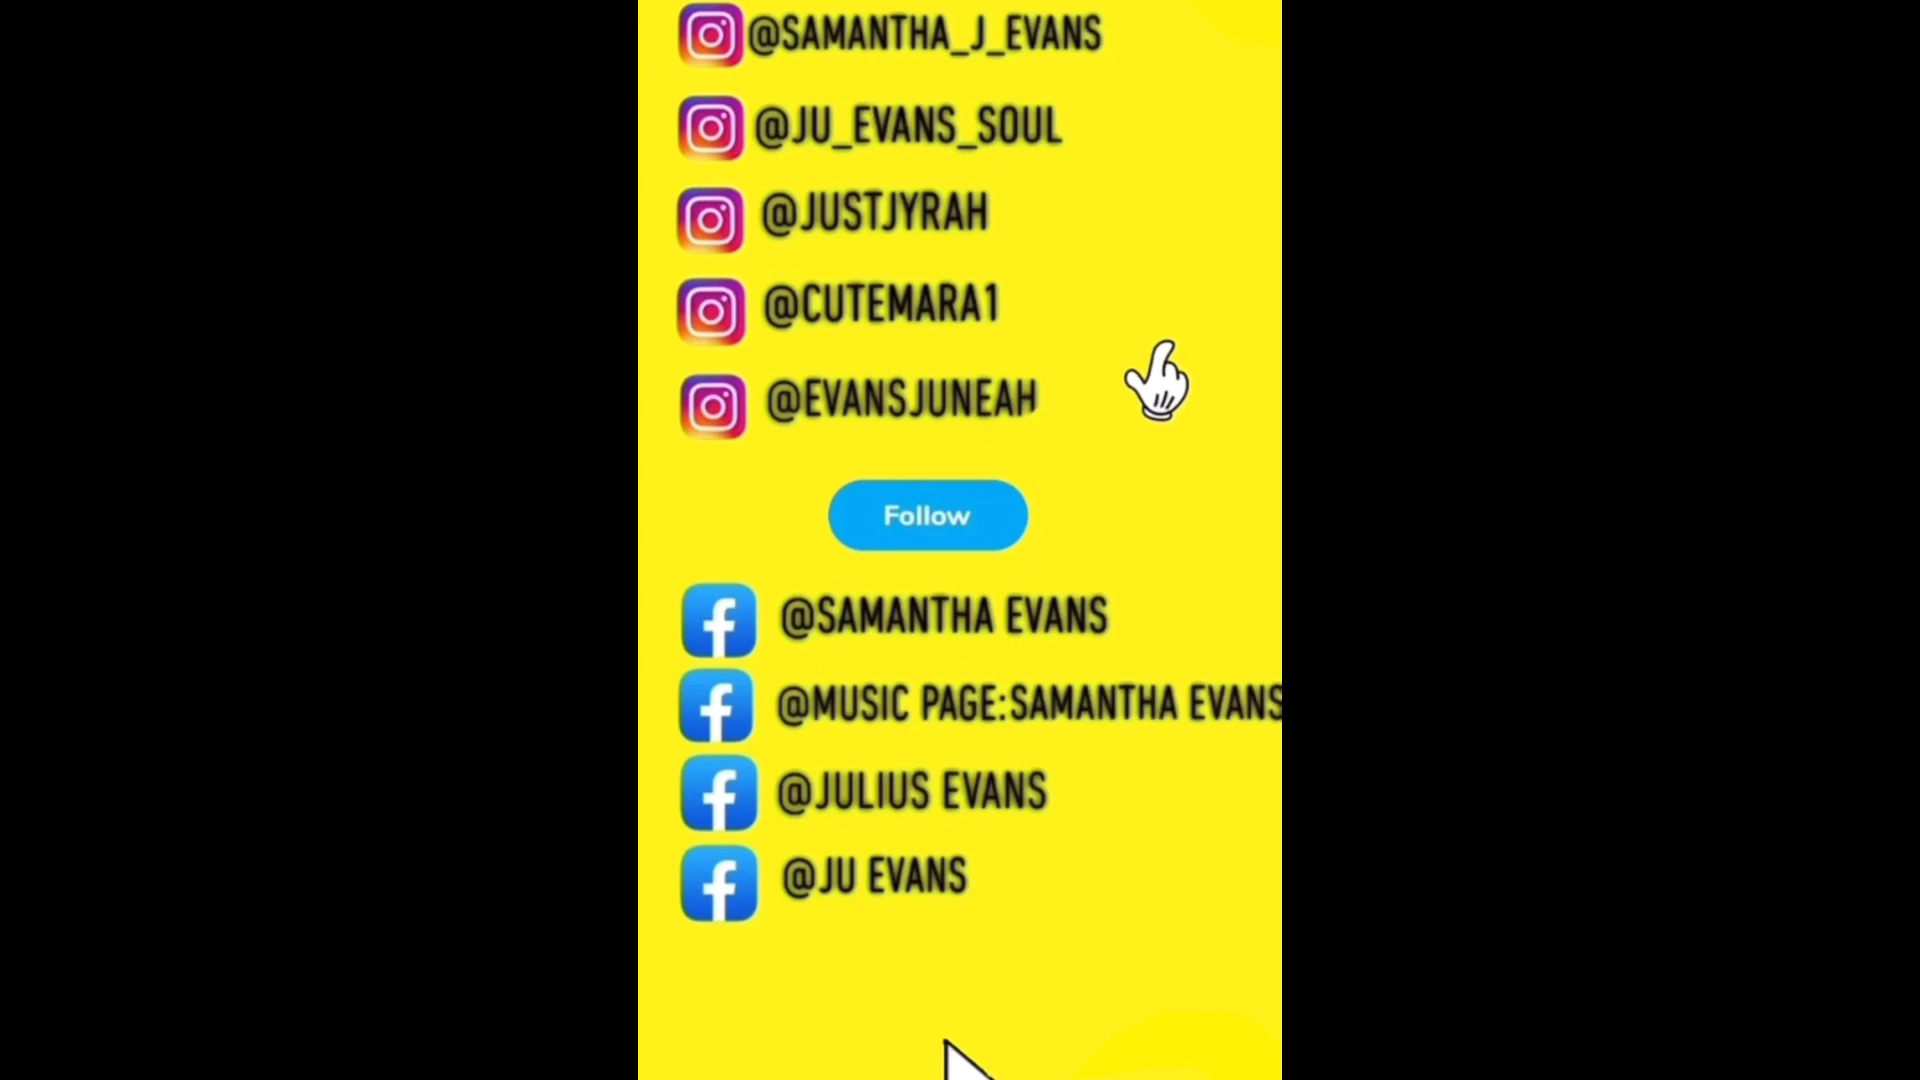 @SAMANTHA_J_EVANS
@JU_EVANS_SOUL
@JUSTJYRAH
@CUTEMARA1
@EVANSJUNEAH
Follow
@SAMANTHA EVANS
@MUSIC PAGE:SAMANTHA EVANS
@JULIUS EVANS
@JU EVANS